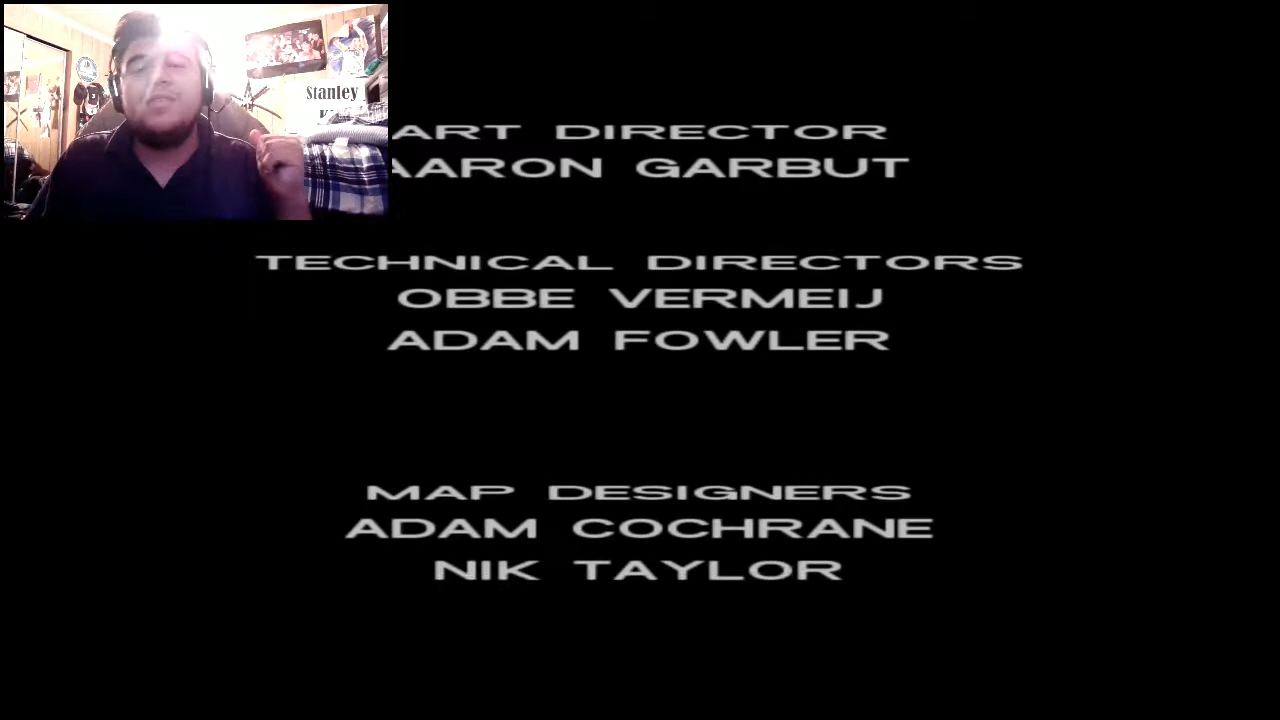 Stanley
ART DIRECTOR
AARON GARBUT
TECHNICAL DIRECTORS
OBBE VERMEIJ
ADAM FOWLER
MAP DESIGNERS
ADAM COCHRANE
NIK TAYLOR